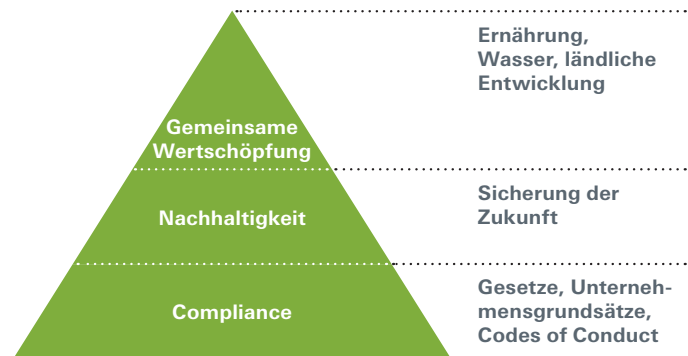 Ernährung,
Wasser, ländliche
Entwicklung
Gemeinsame
Wertschöpfung
Sicherung der
Zukunft
Nachhaltigkeit
Gesetze, Unterneh-
mensgrundsätze,
Codes of Conduct
Compliance